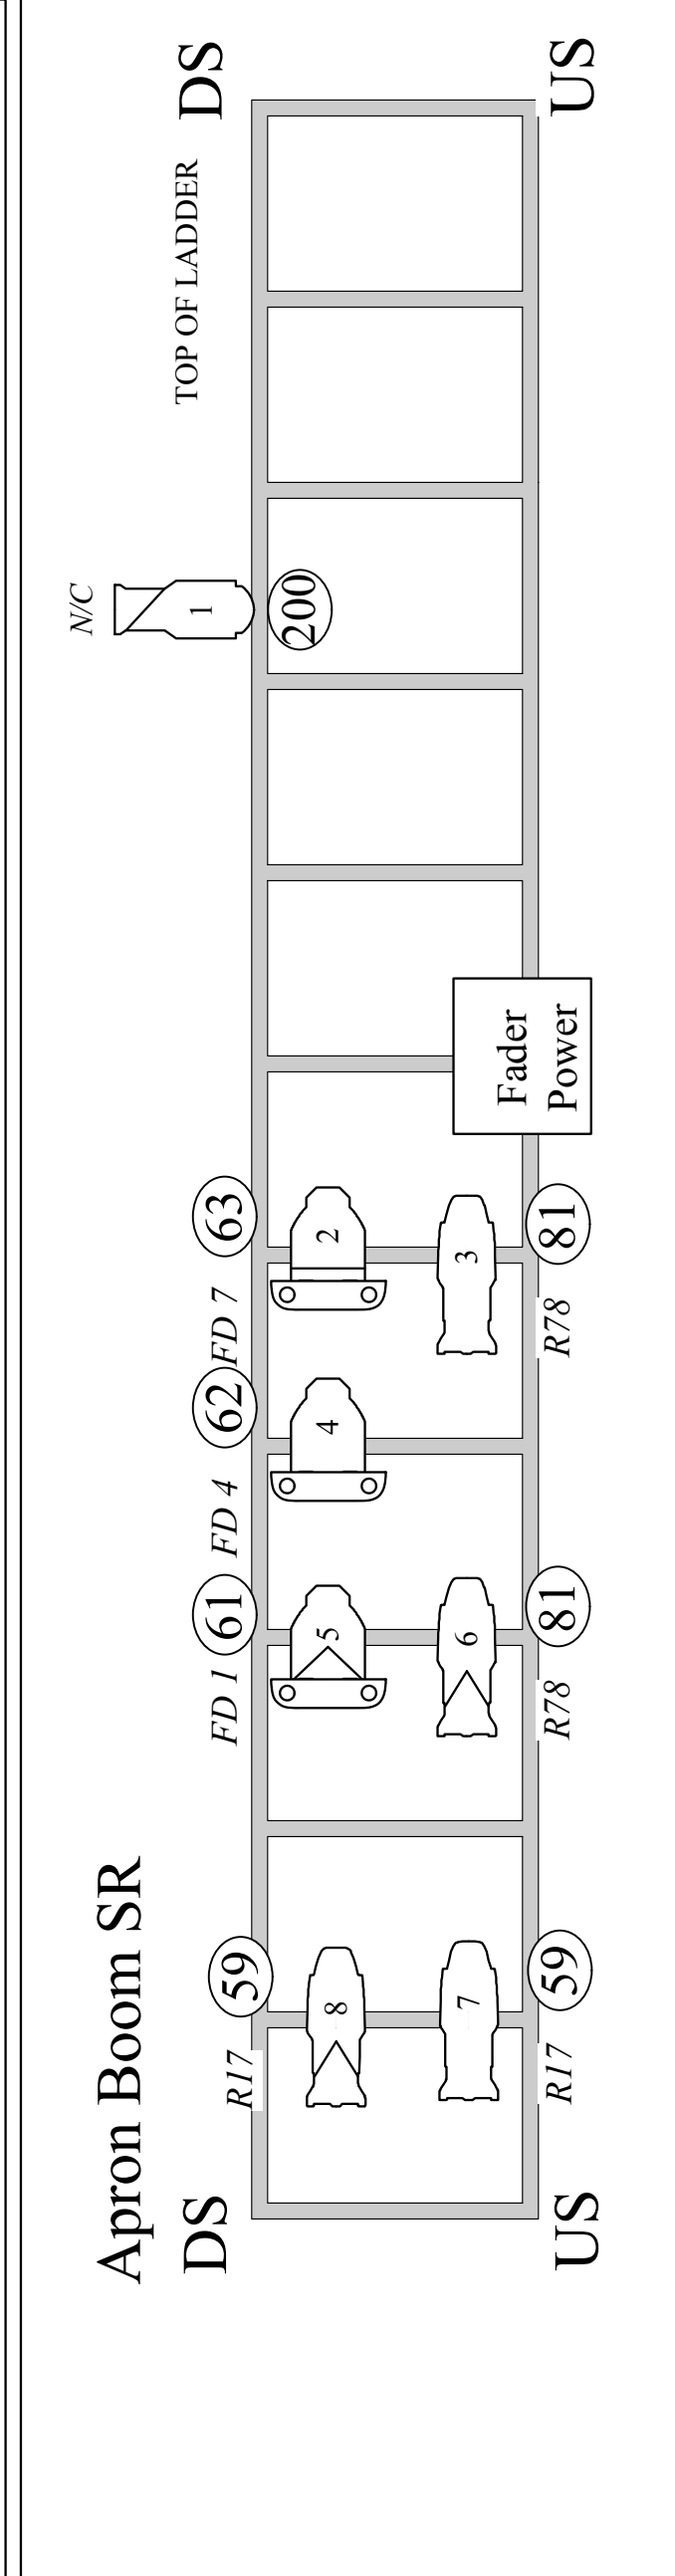 Apron Boom SR
DS
TOP OF LADDER
DS
N/C
1
200
FD 1
61
FD 4
62
FD 7
63
5
4
2
R17
59
8
7
6
3
Fader
Power
R17
59
R78
81
R78
81
US
US